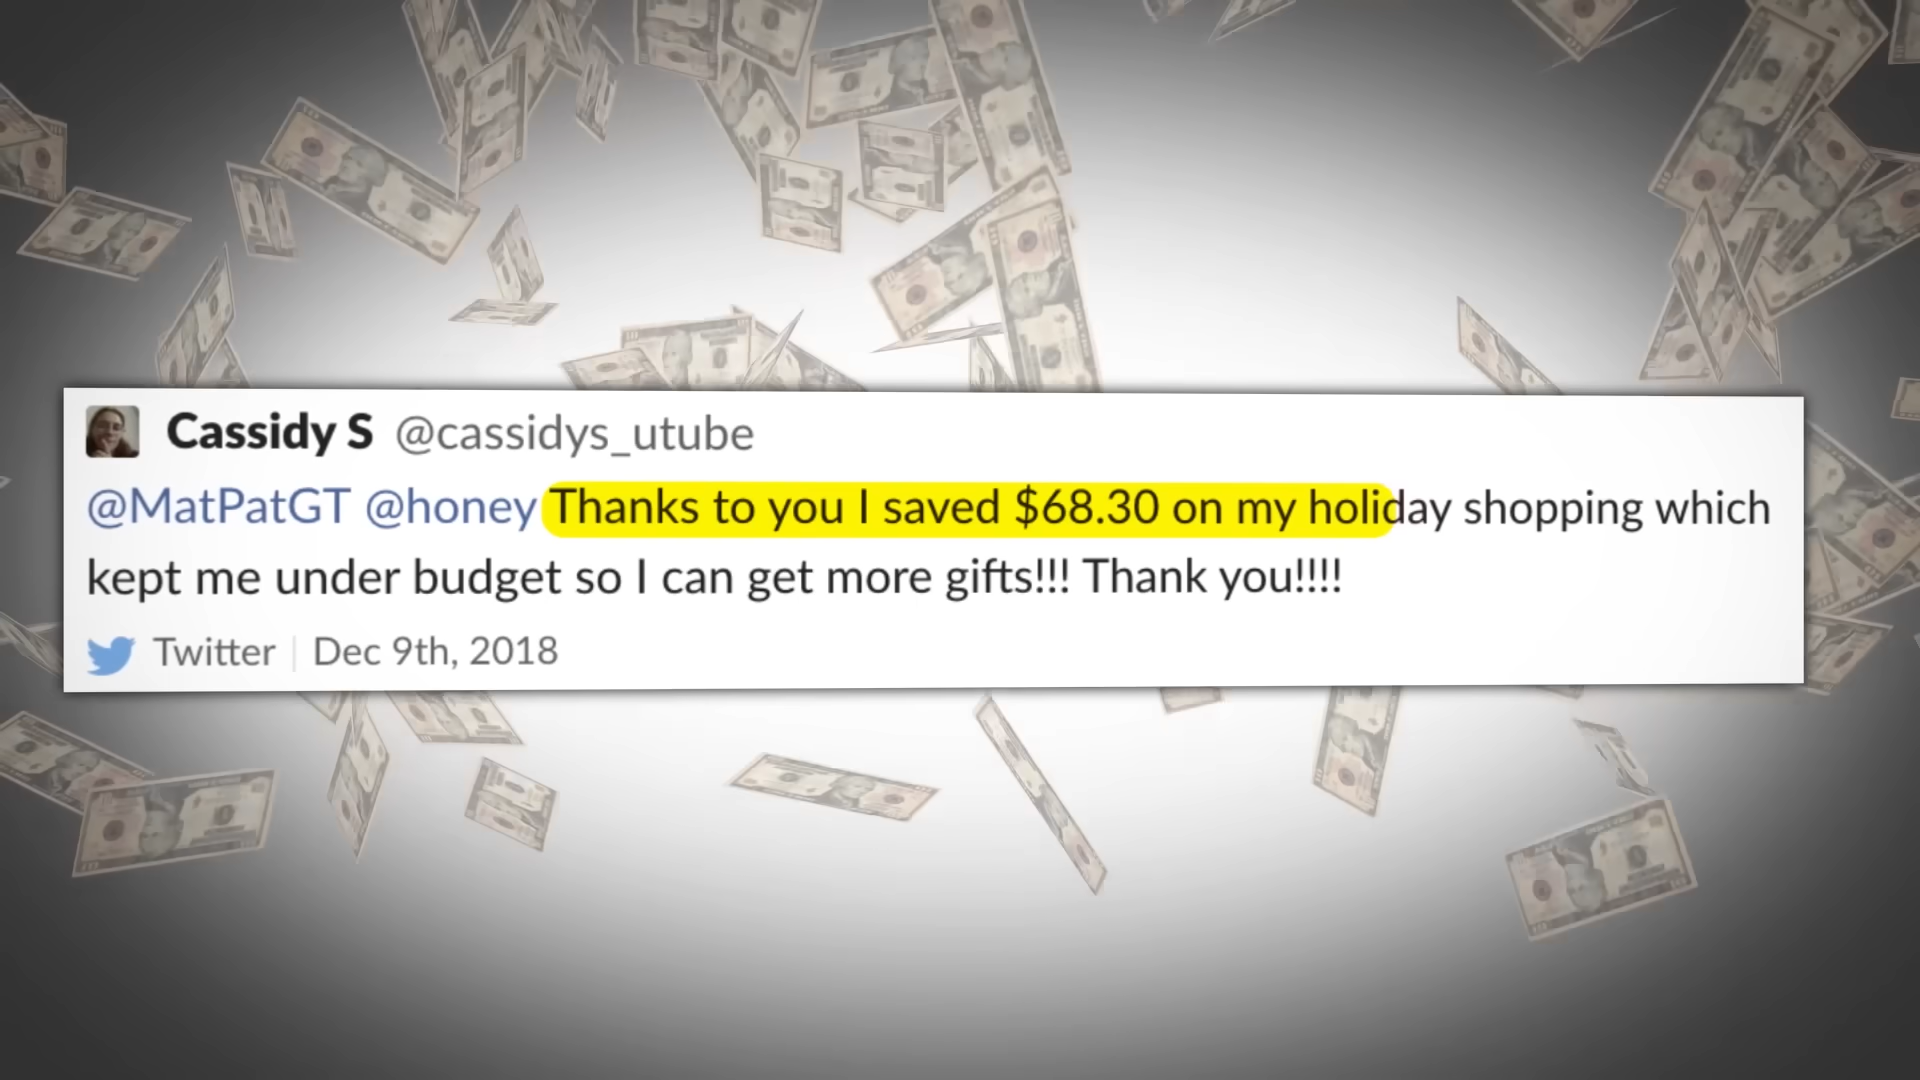 Cassidy S @cassidys_utube
@MatPatGT @honey Thanks to you I saved $68.30 on my holiday shopping which
kept me under budget so I can get more gifts!!! Thank you!!!!
Twitter | Dec 9th, 2018